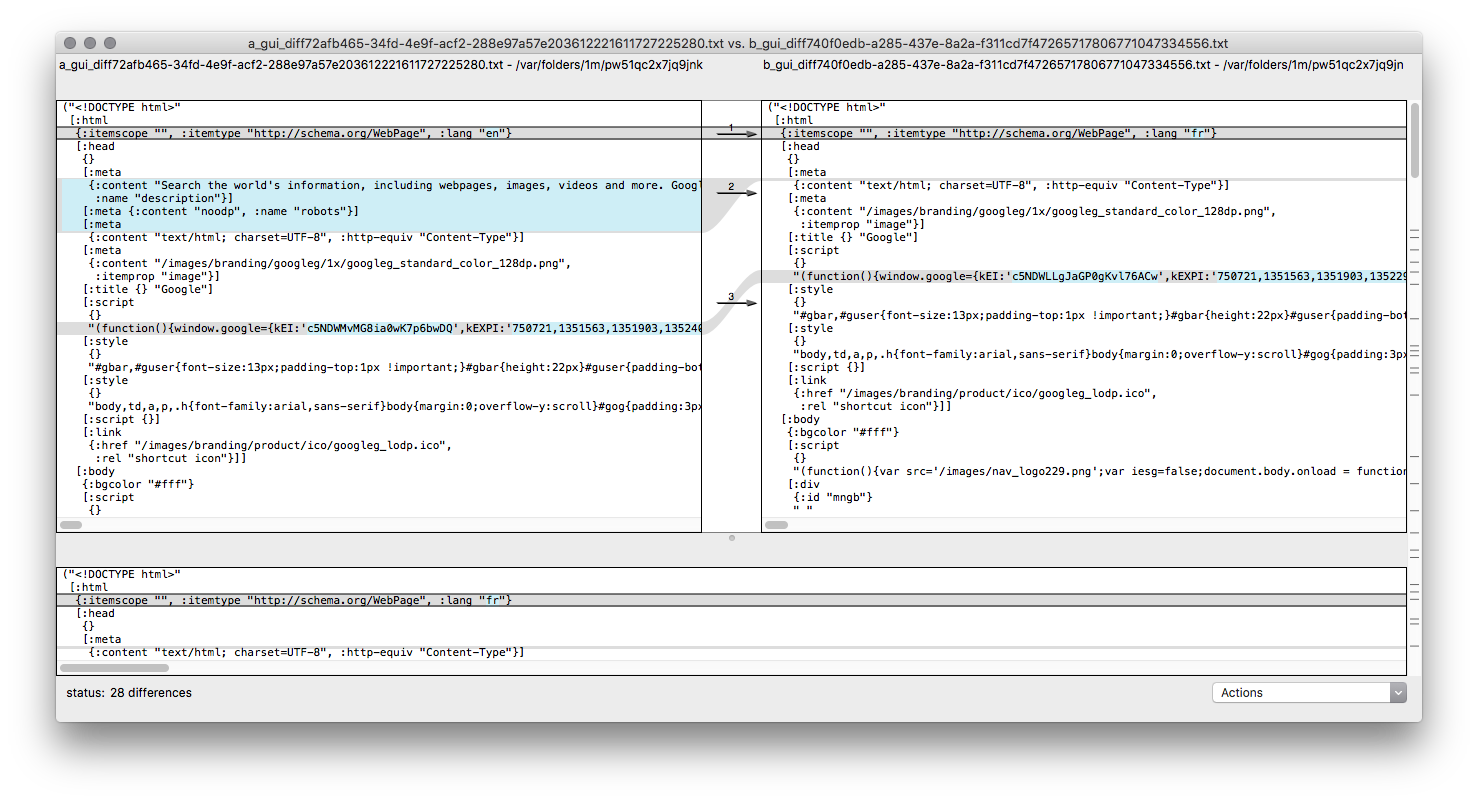 a_gui_diff72afb465-34fd-4e9f-acf2-288e97a57e203612221611727225280.txt vs. b_gui_diff740f0edb-a285-437e-8a2a-f311cd7f47265717806771047334556.txt
a_gui_diff72afb465-34fd-4e9f-acf2-288e97a57e203612221611727225280.txt - /var/folders/1m/pw51qc2x7jq9jnk
b_gui_diff740f0edb-a285-437e-8a2a-f311cd7f47265717806771047334556.txt - /var/folders/1m/pw51qc2x7jq9jn
("<!DOCTYPE html>"
[:html
{:itemscope "", :itemtype "http://schema.org/WebPage", :lang "en"}
[:head
{}
[:meta
{:content "Search the world's information, including webpages, images, videos and more. Googl
:name "description"}]
[:meta {:content "noodp", :name "robots"}]
[:meta
{:content "text/html; charset=UTF-8", :http-equiv "Content-Type"}]
[:meta
{:content "/images/branding/googleg/1x/googleg_standard_color_128dp.png",
:itemprop "image"}]
[:title {} "Google"]
[:script
{}
"(function(){window.google={kEI:'c5NDWMvMG8ia0wK7p6bwDQ',kEXPI:'750721,1351563,1351903,135240
[:style
{}
"#gbar,#guser{font-size:13px;padding-top:1px !important;}#gbar{height:22px}#guser{padding-bot
[:style
{}
"body,td,a,p,.h{font-family:arial,sans-serif}body{margin:0;overflow-y:scroll}#gog{padding:3px
[:script {}]
[:link
{:href "/images/branding/product/ico/googleg_lodp.ico",
:rel "shortcut icon"}]]
[:body
{:bgcolor "#fff"}
[:script
{}
1
2
3
("<!DOCTYPE html>"
[:html
{:itemscope "", :itemtype "http://schema.org/WebPage", :lang "fr"}
[:head
{}
[:meta
{:content "text/html; charset=UTF-8", :http-equiv "Content-Type"}]
[:meta
{:content "/images/branding/googleg/1x/googleg_standard_color_128dp.png",
:itemprop "image"}]
[:title {} "Google"]
[:script
{}
"(function(){window.google={kEI:'c5NDWLLgJaGP0gKvl76ACw',kEXPI:'750721,1351563,1351903,135229
[:style
{}
"#gbar,#guser{font-size:13px;padding-top:1px !important;}#gbar{height:22px}#guser{padding-bot
[:style
{}
"body,td,a,p,.h{font-family:arial,sans-serif}body{margin:0;overflow-y:scroll}#gog{padding:3px
[:script {}]
[:link
{:href "/images/branding/product/ico/googleg_lodp.ico",
:rel "shortcut icon"}]]
[:body
{:bgcolor "#fff"}
[:script
{}
"(function(){var src='/images/nav_logo229.png';var iesg=false;document.body.onload = function
[:div
{:id "mngb"}
" "
("<!DOCTYPE html>"
[:html
{:itemscope "", :itemtype "http://schema.org/WebPage", :lang "fr"}
[:head
{}
[:meta
{:content "text/html; charset=UTF-8", :http-equiv "Content-Type"}]
status: 28 differences
Actions